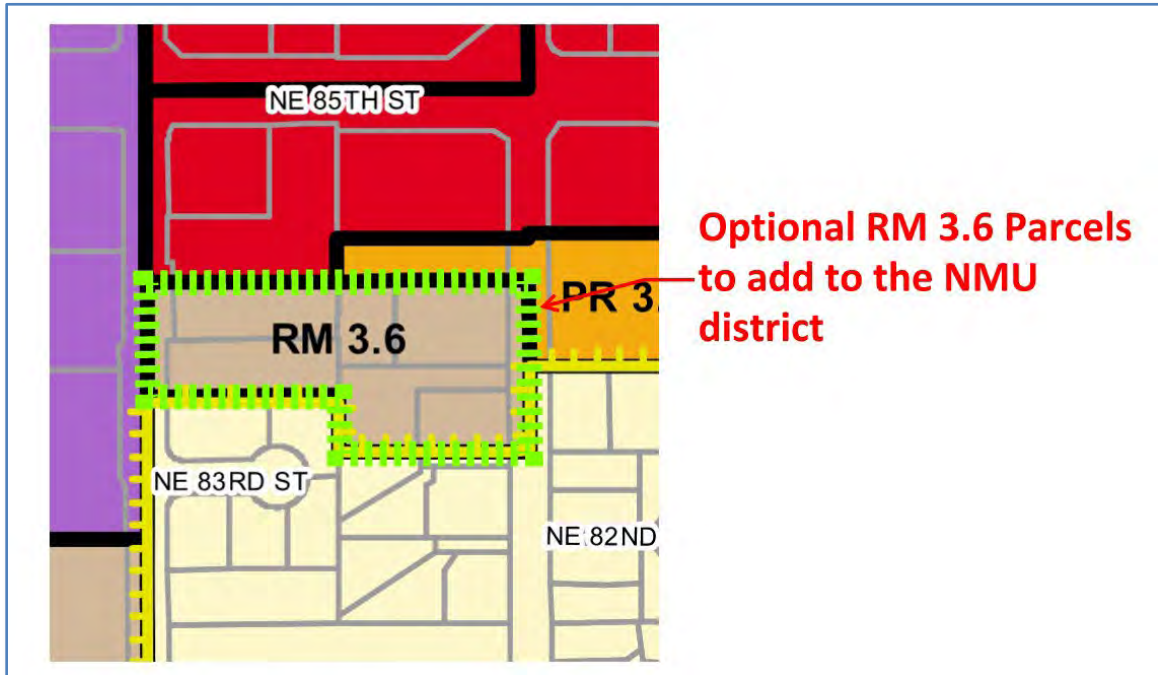 NE 85TH ST
Optional RM 3.6 Parcels
to add to the NMU
district
PR 3.
RM 3.6
NE 83RD ST
NE 82ND